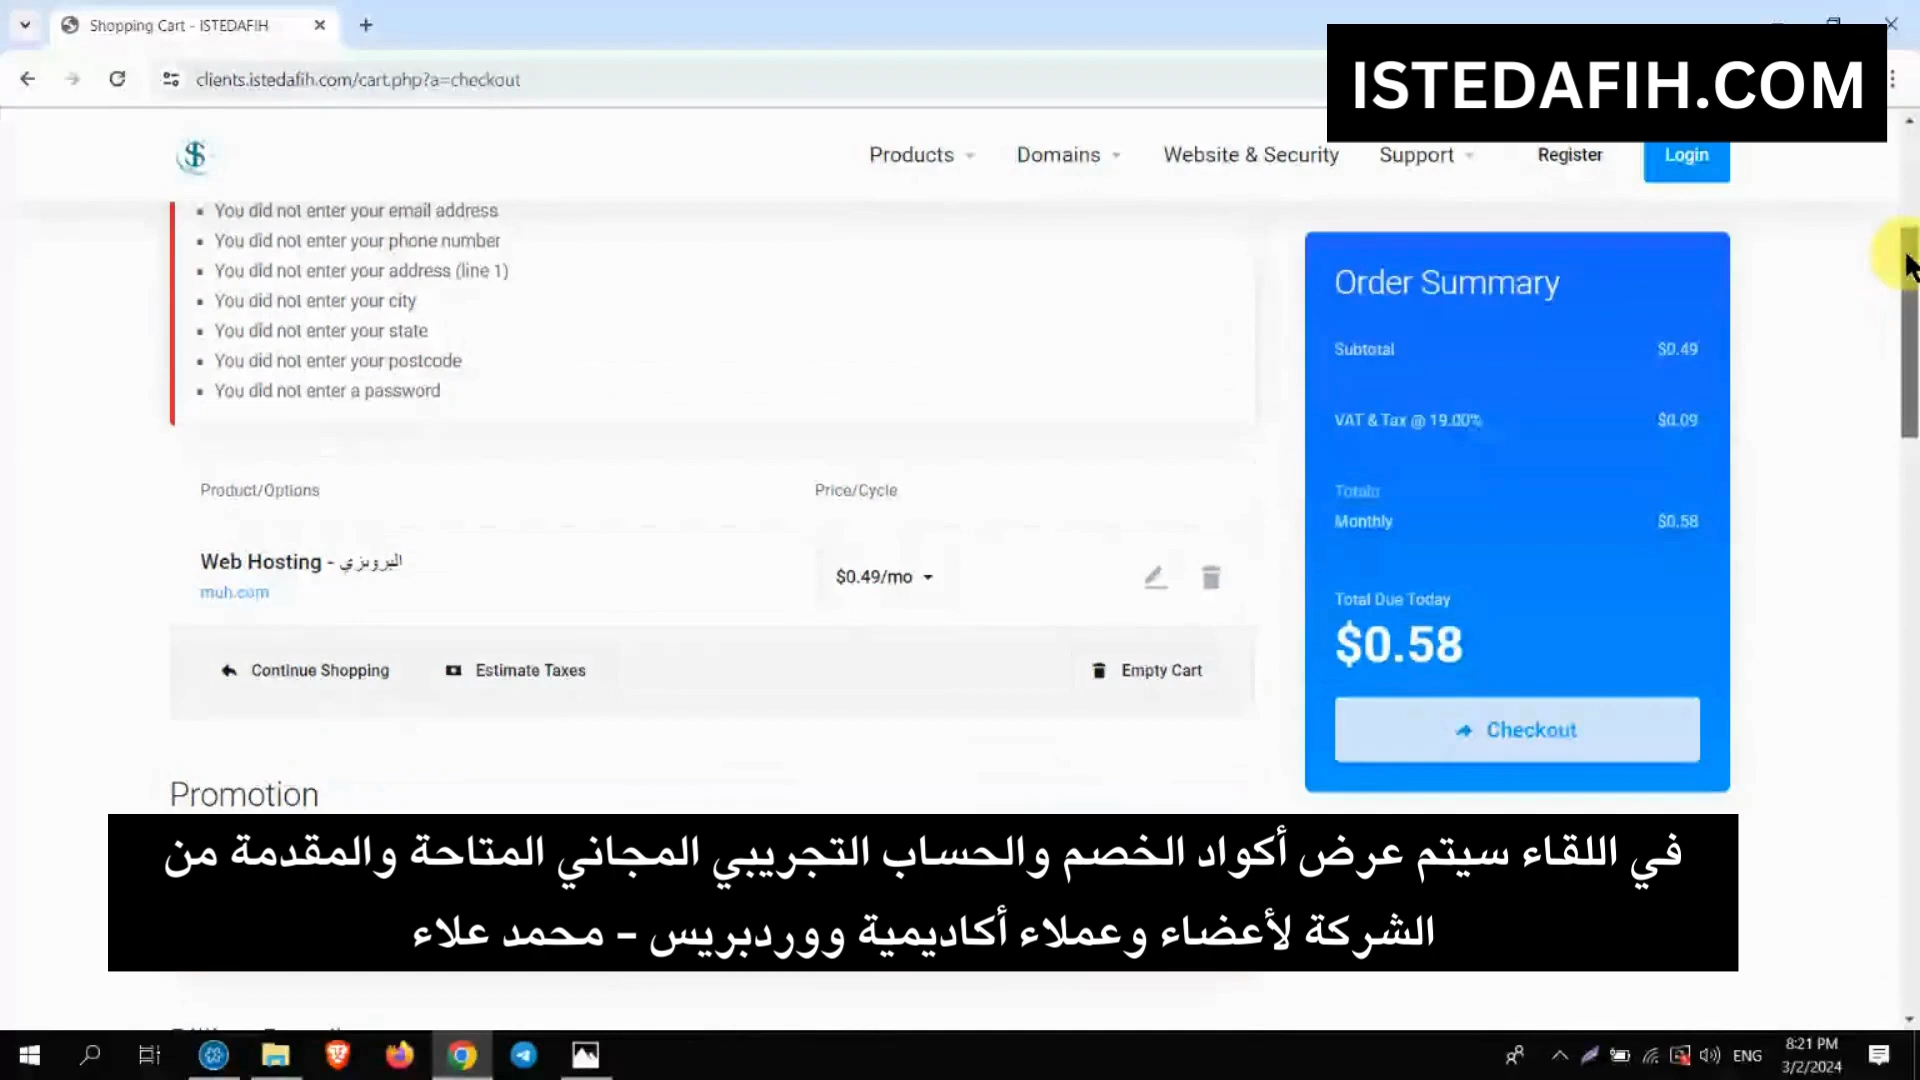 Shopping Cart - ISTEDAFIH
clients.istedafih.com/cart.php?a=checkout
ISTEDAFIH.COM
Products
Domains
Website & Security
Support
Register
Login
You did not enter your email address
You did not enter your phone number
You did not enter your address (line 1)
You did not enter your city
You did not enter your state
You did not enter your postcode
You did not enter a password
Order Summary
Subtotal $0.49
VAT & Tax @ 19.00% $0.09
Totals
Monthly $0.58
Total Due Today
$0.58
Checkout
Product/Options Price/Cycle
Web Hosting - البرونزي
$0.49/mo
muh.com
Continue Shopping
Estimate Taxes
Empty Cart
Promotion
في اللقاء سيتم عرض أكواد الخصم والحساب التجريبي المجاني المتاحة والمقدمة من
الشركة لأعضاء وعملاء أكاديمية ووردبريس – محمد علاء
ENG
8:21 PM
3/2/2024